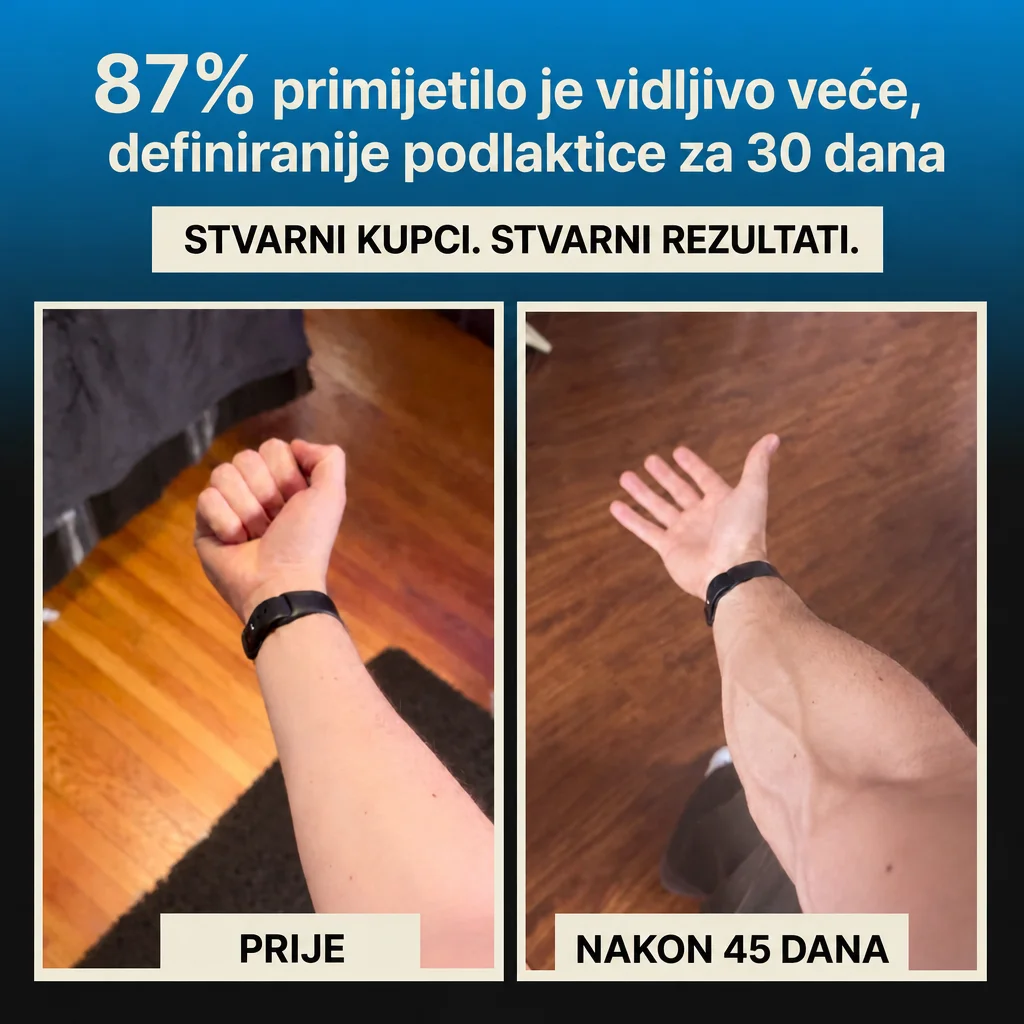 87% primijetilo je vidljivo veće,
definiranije podlaktice za 30 dana
STVARNI KUPCI. STVARNI REZULTATI.
PRIJE
NAKON 45 DANA